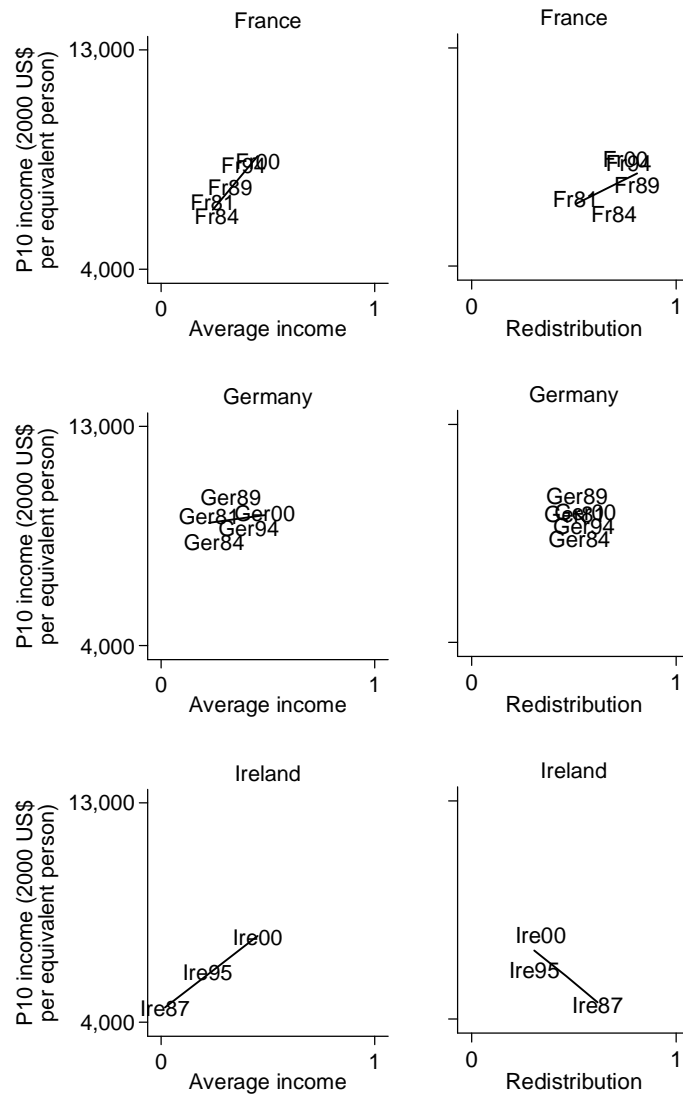 France
France
13,000
4,000
P10 income (2000 US$
per equivalent person)
Fr00
Fr94
Fr89
Fr81
Fr84
0
1
Average income
Fr00
Fr94
Fr89
Fr81
Fr84
0
1
Redistribution
Germany
Germany
13,000
4,000
P10 income (2000 US$
per equivalent person)
Ger89
Ger81
Ger00
Ger94
Ger84
0
1
Average income
Ger89
Ger81
Ger00
Ger94
Ger84
0
1
Redistribution
Ireland
Ireland
13,000
4,000
P10 income (2000 US$
per equivalent person)
Ire00
Ire95
Ire87
0
1
Average income
Ire00
Ire95
Ire87
0
1
Redistribution